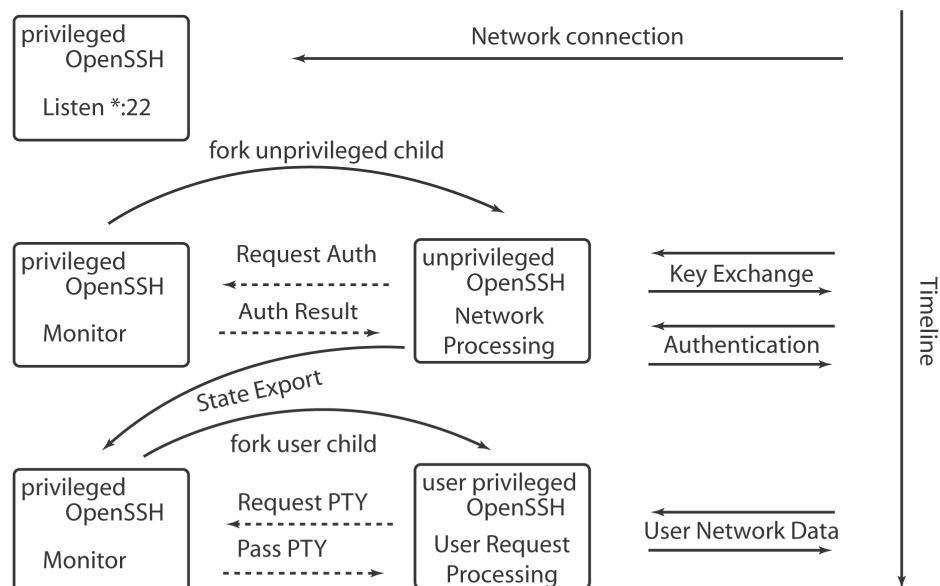 privileged
OpenSSH
Listen *:22
Network connection
fork unprivileged child
privileged
OpenSSH
Monitor
Request Auth
Auth Result
unprivileged
OpenSSH
Network
Processing
Key Exchange
Authentication
Timeline
State Export
fork user child
privileged
OpenSSH
Monitor
Request PTY
Pass PTY
user privileged
OpenSSH
User Request
Processing
User Network Data